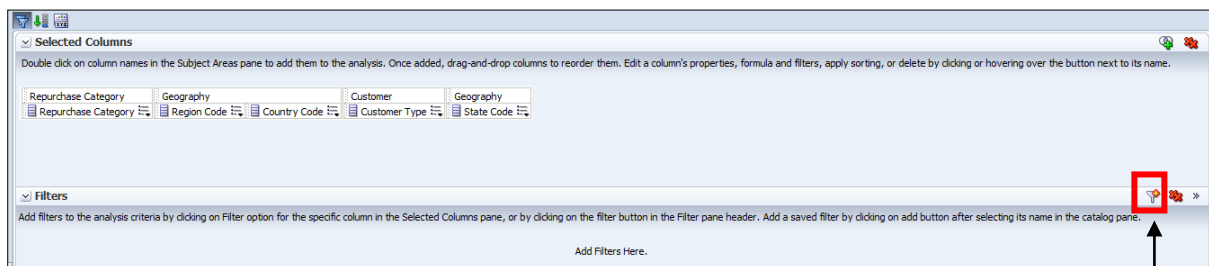 Selected Columns
Double click on column names in the Subject Areas pane to add them to the analysis. Once added, drag-and-drop columns to reorder them. Edit a column's properties, formula and filters, apply sorting, or delete by clicking or hovering over the button next to its name.
Repurchase Category Geography Customer Geography
Repurchase Category Region Code Country Code Customer Type State Code
Filters
Add filters to the analysis criteria by clicking on Filter option for the specific column in the Selected Columns pane, or by clicking on the filter button in the Filter pane header. Add a saved filter by clicking on add button after selecting its name in the catalog pane.
Add Filters Here.